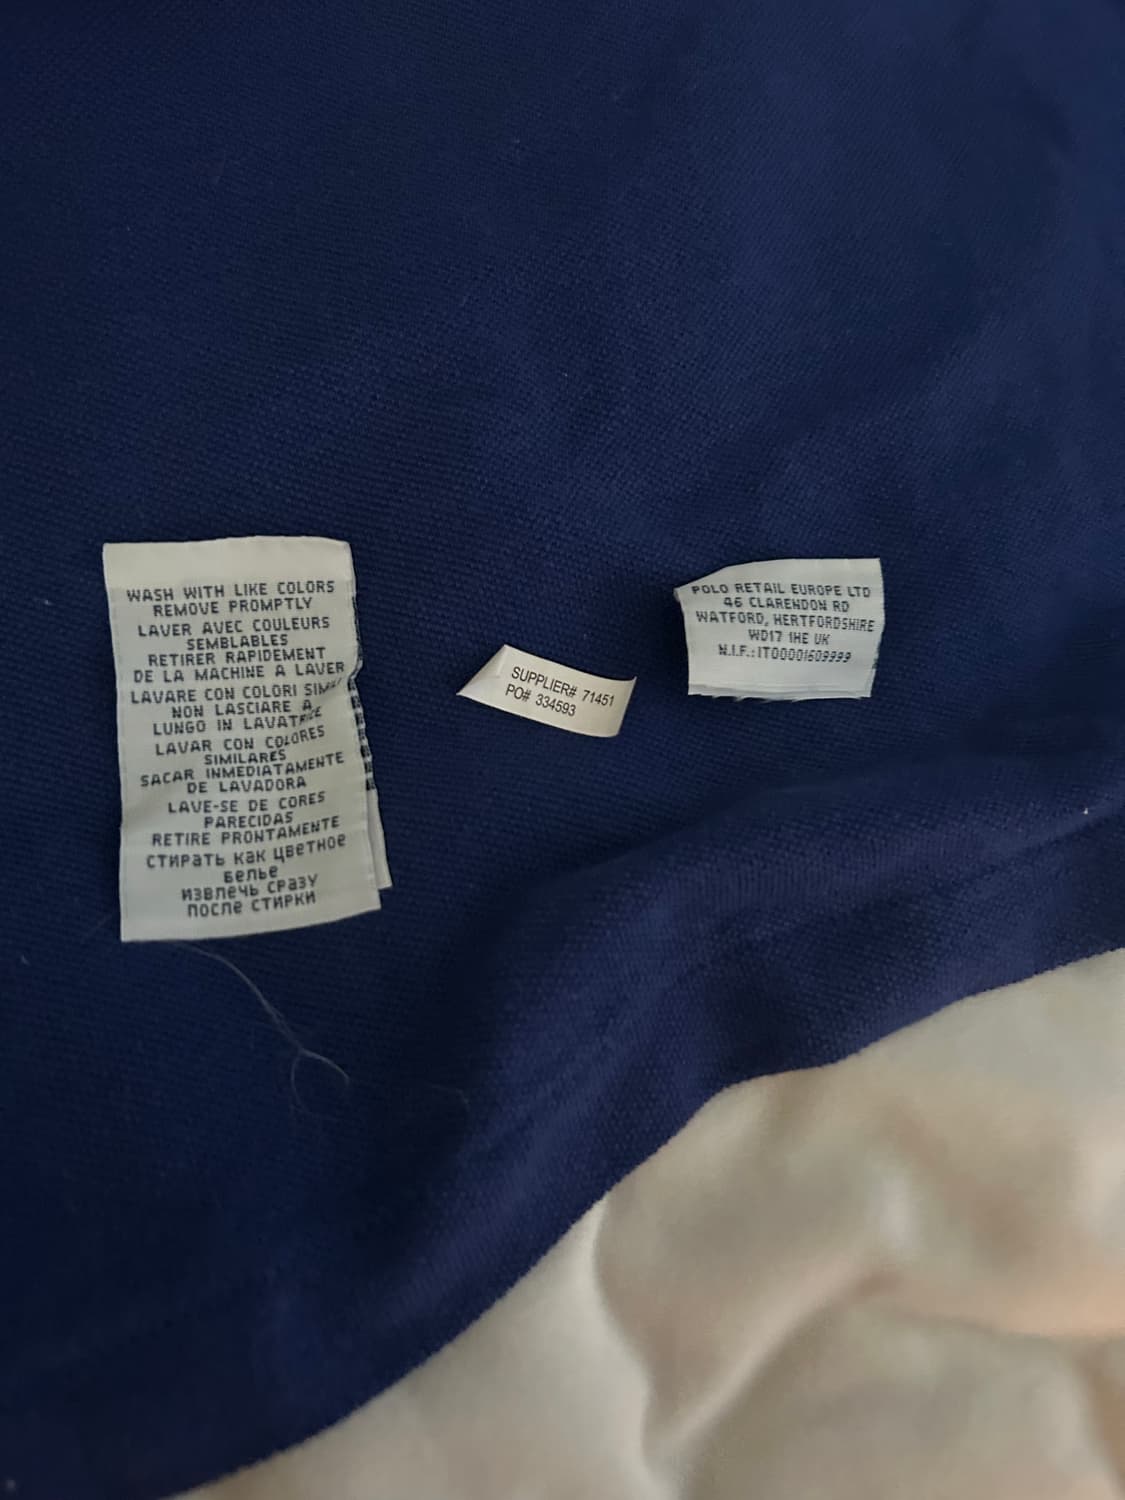 WASH WITH LIKE COLORS
REMOVE PROMPTLY
LAVER AVEC COULEURS
SEMBLABLES
RETIRER RAPIDEMENT
DE LA MACHINE A LAVER
LAVARE CON COLORI SIMILI
NON LASCIARE A
LUNGO IN LAVATRICE
LAVAR CON COLORES
SIMILARES
SACAR INMEDIATAMENTE
DE LAVADORA
LAVE-SE DE CORES
PARECIDAS
RETIRE PRONTAMENTE
СТИРАТЬ КАК ЦВЕТНОЕ
БЕЛЬЕ
ИЗВЛЕЧЬ СРАЗУ
ПОСЛЕ СТИРКИ
SUPPLIER# 71451
PO# 334593
POLO RETAIL EUROPE LTD
46 CLARENDON RD
WATFORD, HERTFORDSHIRE
WD17 1HE UK
N.I.F.:IT00001609999